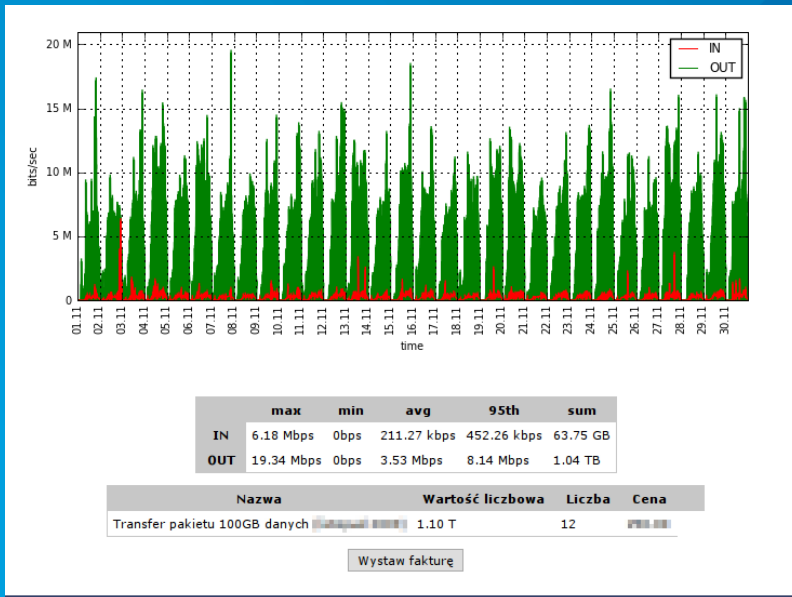 20 M
IN
OUT
15 M
bits/sec
10 M
5 M
0
01.11 02.11 03.11 04.11 05.11 06.11 07.11 08.11 09.11 10.11 11.11 12.11 13.11 14.11 15.11 16.11 17.11 18.11 19.11 20.11 21.11 22.11 23.11 24.11 25.11 26.11 27.11 28.11 29.11 30.11
time
max min avg 95th sum
IN 6.18 Mbps 0bps 211.27 kbps 452.26 kbps 63.75 GB
OUT 19.34 Mbps 0bps 3.53 Mbps 8.14 Mbps 1.04 TB
Nazwa Wartość liczbowa Liczba Cena
Transfer pakietu 100GB danych 1.10 T 12
Wystaw fakturę